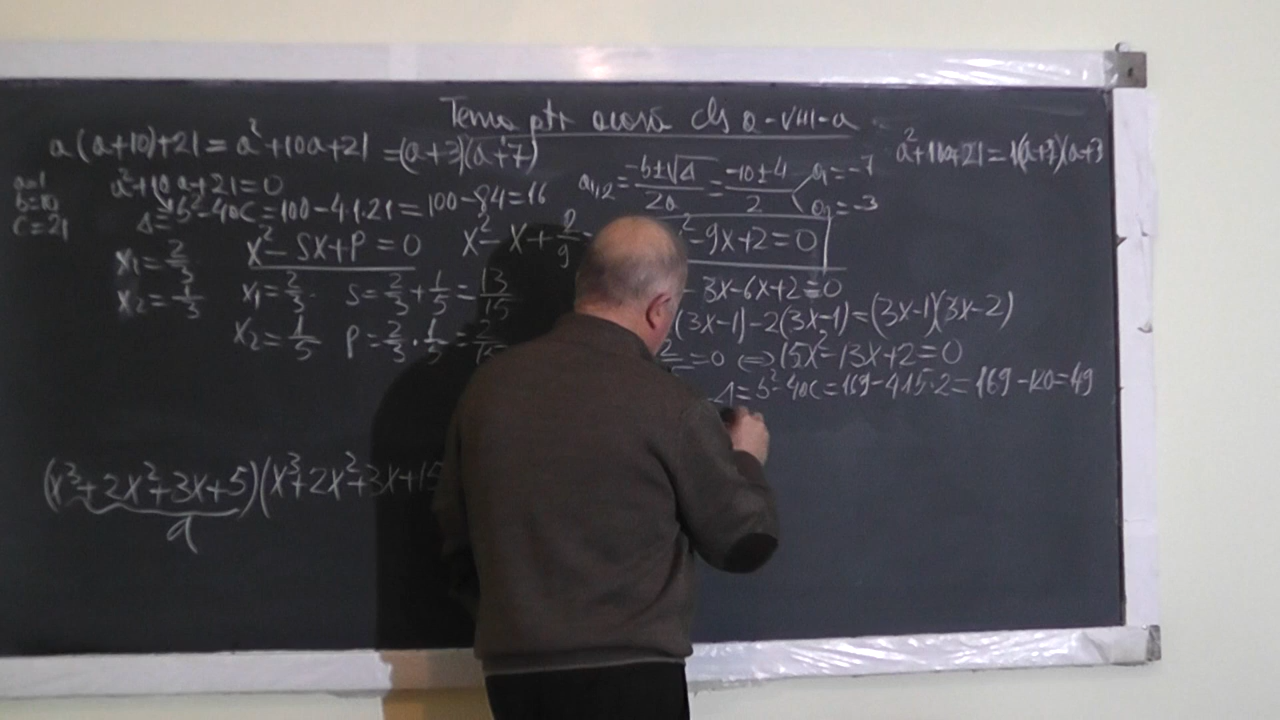 Tema ptr acasă cls a-VIII-a
a(a+10)+21 = a²+10a+21 = (a+3)(a+7)
a²+10a+21 = 1(a+7)(a+3
a=1
b=10
c=21
a²+10a+21=0
Δ=b²-4ac=100-4·1·21=100-84=16
a₁,₂ = (-b±√Δ)/2a = (-10±4)/2
a₁=-7
a₂=-3
x₁=2/3
x₂=1/3
x²-Sx+P=0
x²-x+2/9
²-9x+2=0
x₁=2/3 S=2/3+1/5=13/15
x₂=1/5 P=2/3·1/5=2/15
-3x-6x+2=0
(3x-1)-2(3x-1)=(3x-1)(3x-2)
=0 ⇔ 15x²-13x+2=0
Δ=b²-4ac=169-4·15·2=169-120=49
(x³+2x²+3x+5)(x³+2x²+3x+15
a